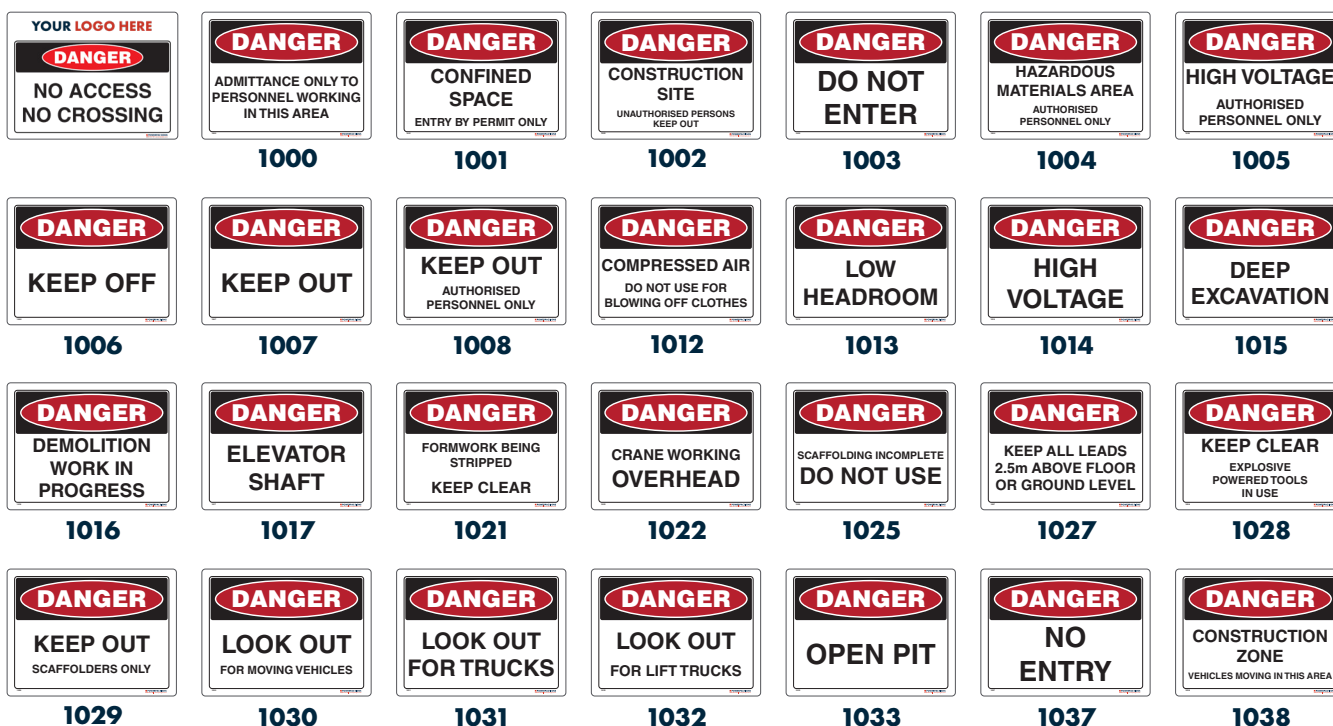 YOUR LOGO HERE
DANGER
NO ACCESS
NO CROSSING
DANGER
ADMITTANCE ONLY TO
PERSONNEL WORKING
IN THIS AREA
1000
DANGER
CONFINED
SPACE
ENTRY BY PERMIT ONLY
1001
DANGER
CONSTRUCTION
SITE
UNAUTHORISED PERSONS
KEEP OUT
1002
DANGER
DO NOT
ENTER
1003
DANGER
HAZARDOUS
MATERIALS AREA
AUTHORISED
PERSONNEL ONLY
1004
DANGER
HIGH VOLTAGE
AUTHORISED
PERSONNEL ONLY
1005
DANGER
KEEP OFF
1006
DANGER
KEEP OUT
1007
DANGER
KEEP OUT
AUTHORISED
PERSONNEL ONLY
1008
DANGER
COMPRESSED AIR
DO NOT USE FOR
BLOWING OFF CLOTHES
1012
DANGER
LOW
HEADROOM
1013
DANGER
HIGH
VOLTAGE
1014
DANGER
DEEP
EXCAVATION
1015
DANGER
DEMOLITION
WORK IN
PROGRESS
1016
DANGER
ELEVATOR
SHAFT
1017
DANGER
FORMWORK BEING
STRIPPED
KEEP CLEAR
1021
DANGER
CRANE WORKING
OVERHEAD
1022
DANGER
SCAFFOLDING INCOMPLETE
DO NOT USE
1025
DANGER
KEEP ALL LEADS
2.5m ABOVE FLOOR
OR GROUND LEVEL
1027
DANGER
KEEP CLEAR
EXPLOSIVE
POWERED TOOLS
IN USE
1028
DANGER
KEEP OUT
SCAFFOLDERS ONLY
1029
DANGER
LOOK OUT
FOR MOVING VEHICLES
1030
DANGER
LOOK OUT
FOR TRUCKS
1031
DANGER
LOOK OUT
FOR LIFT TRUCKS
1032
DANGER
OPEN PIT
1033
DANGER
NO
ENTRY
1037
DANGER
CONSTRUCTION
ZONE
VEHICLES MOVING IN THIS AREA
1038